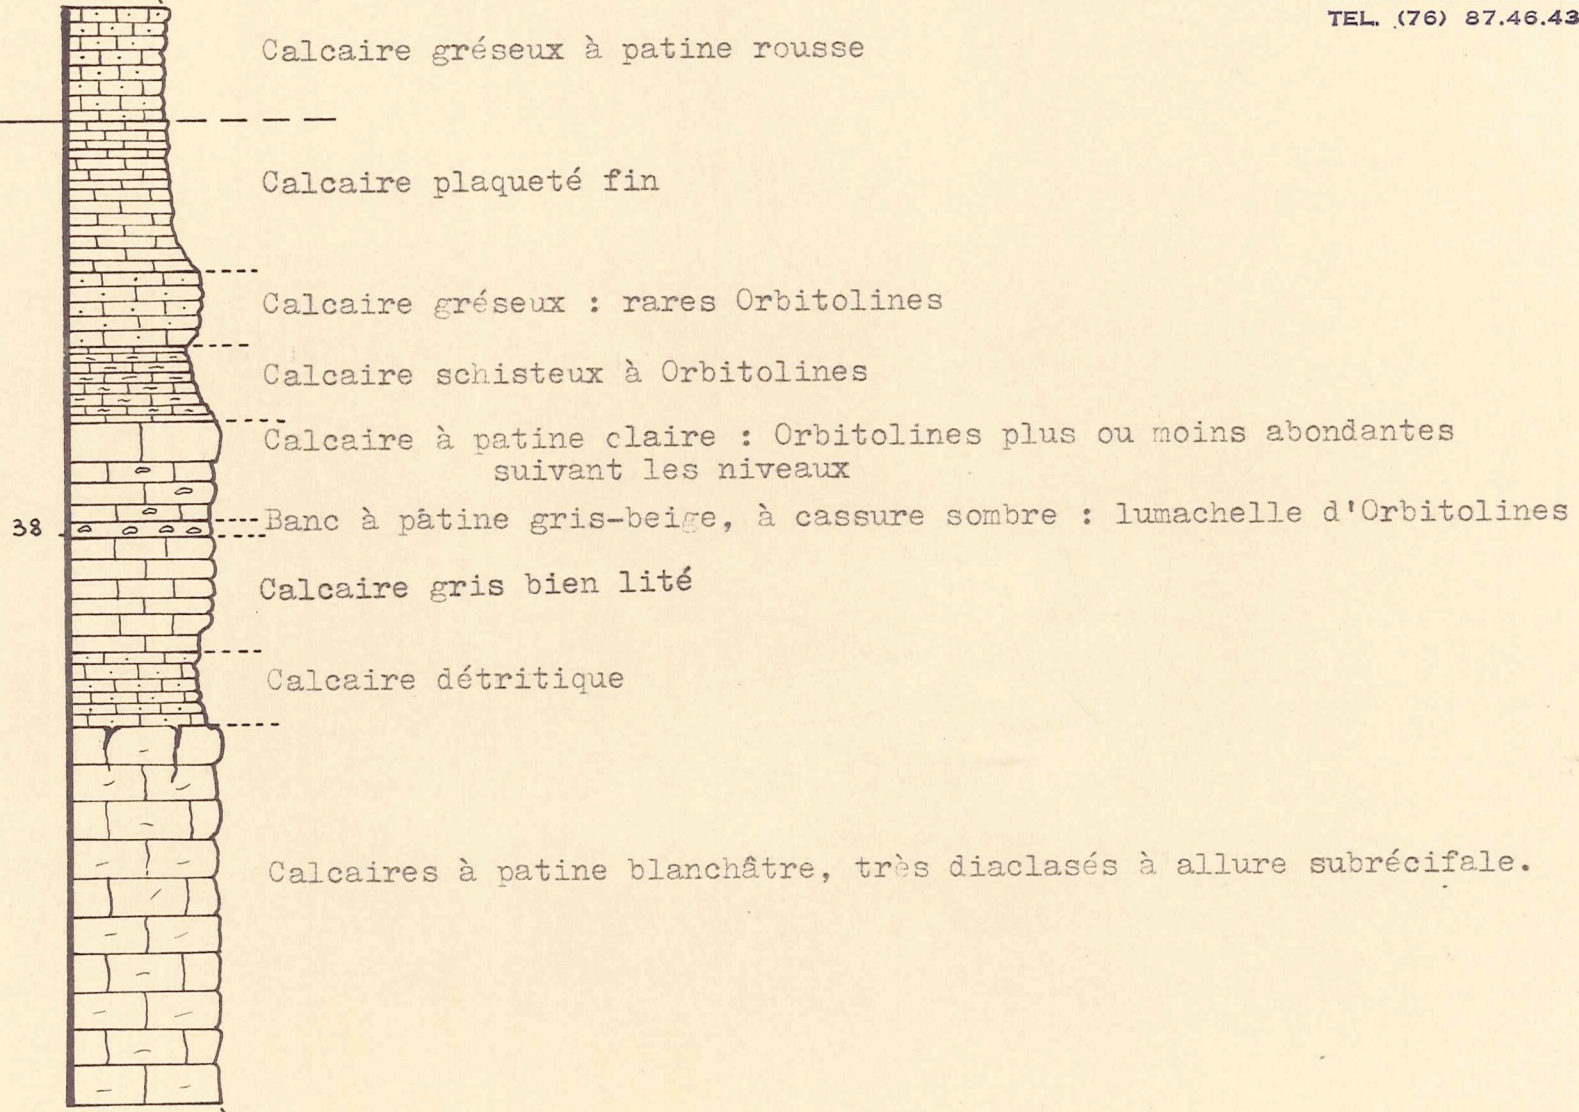 TEL. (76) 87.46.43
Calcaire gréseux à patine rousse
Calcaire plaqueté fin
Calcaire gréseux : rares Orbitolines
Calcaire schisteux à Orbitolines
Calcaire à patine claire : Orbitolines plus ou moins abondantes
suivant les niveaux
38
Banc à pâtine gris-beige, à cassure sombre : lumachelle d'Orbitolines
Calcaire gris bien lité
Calcaire détritique
Calcaires à patine blanchâtre, très diaclasés à allure subrécifale.